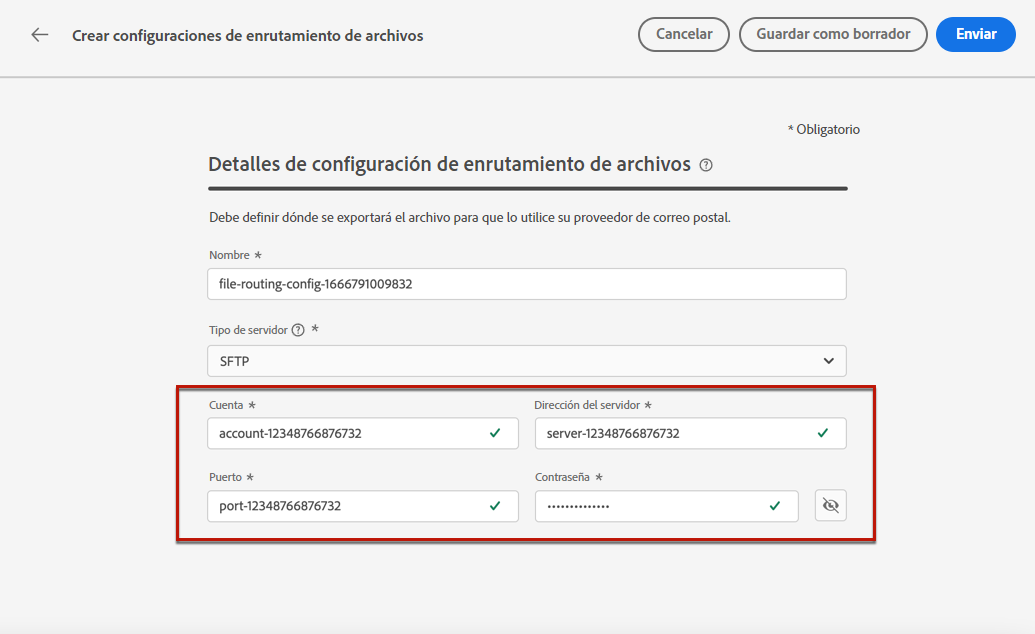 Crear configuraciones de enrutamiento de archivos
Cancelar
Guardar como borrador
Enviar
* Obligatorio
Detalles de configuración de enrutamiento de archivos
Debe definir dónde se exportará el archivo para que lo utilice su proveedor de correo postal.
Nombre *
file-routing-config-1666791009832
Tipo de servidor ? *
SFTP
Cuenta *
Dirección del servidor *
account-12348766876732
server-12348766876732
Puerto *
Contraseña *
port-12348766876732
••••••••••••••